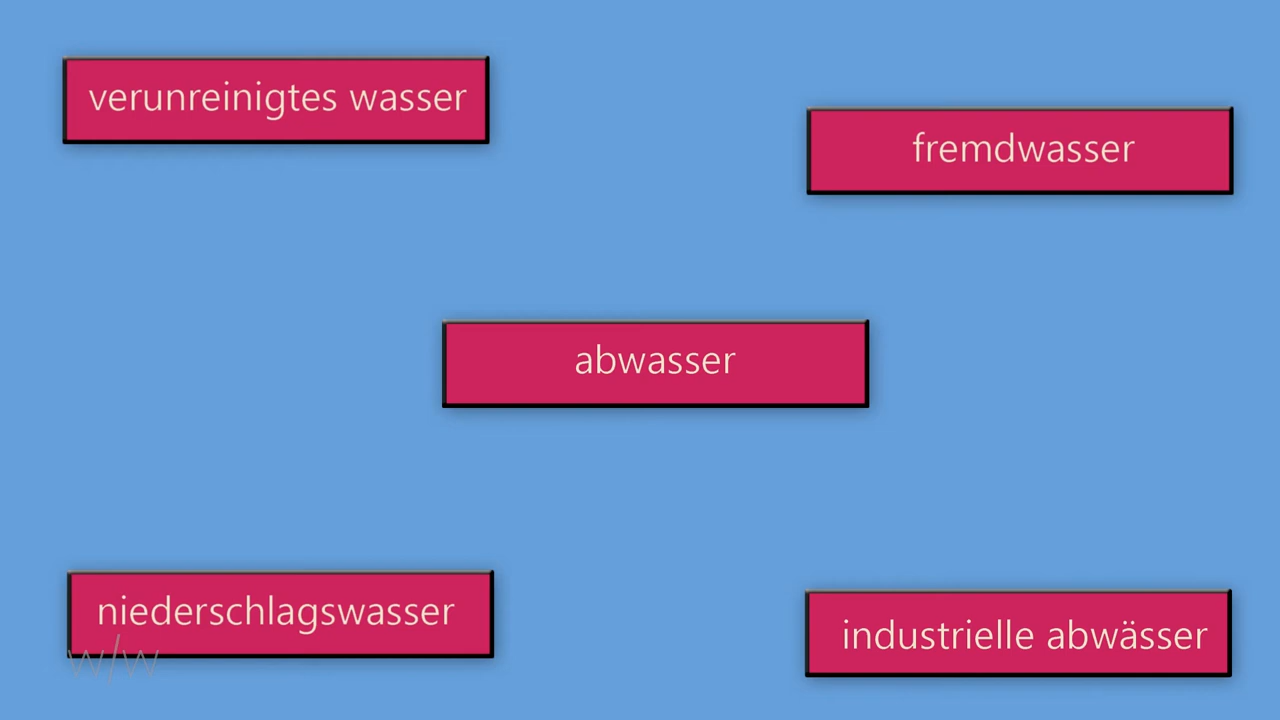 verunreinigtes wasser
fremdwasser
abwasser
niederschlagswasser
industrielle abwässer
w/w